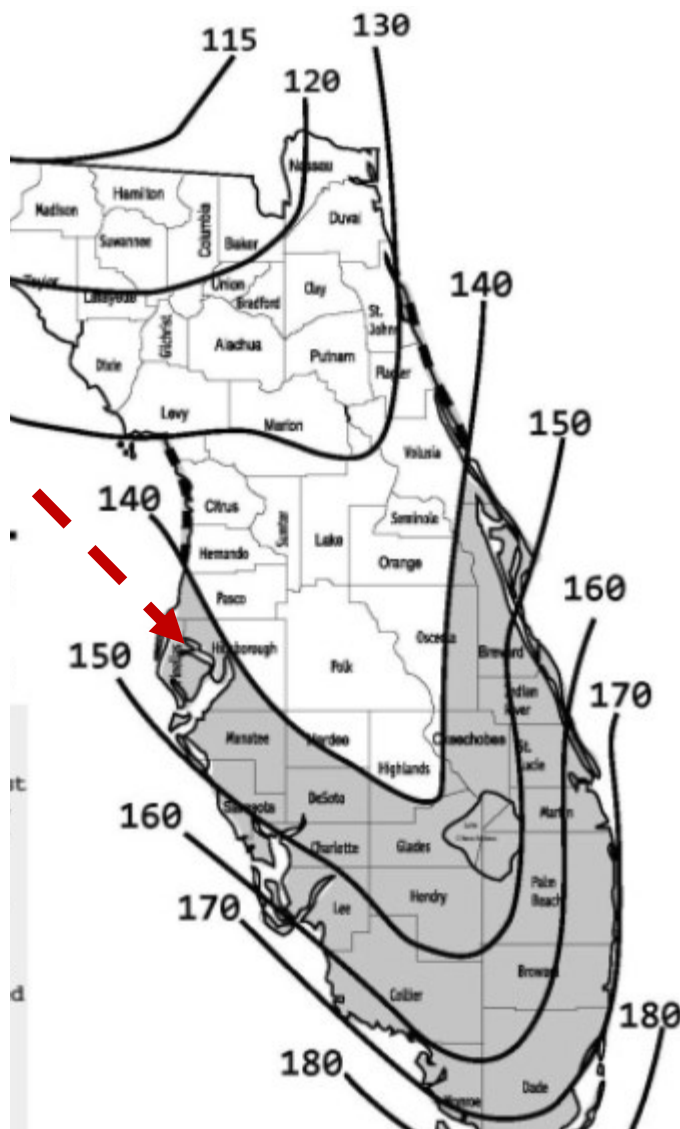 115
130
120
Nassau
Hamilton
Madison
Columbia
Duval
Suwannee
Baker
Taylor
Union
Clay
140
Lafayette
Bradford
St.
Johns
Gilchrist
Alachua
Putnam
Dixie
Flagler
Levy
Marion
150
Volusia
140
Citrus
Sumter
Lake
Seminole
Hernando
Orange
160
Pasco
Osceola
Hillsborough
Brevard
150
Polk
170
Indian
River
Manatee
Hardee
Okeechobee
St.
Lucie
Highlands
st
Sarasota
DeSoto
Martin
160
Charlotte
Glades
Hendry
Palm
Beach
170
Lee
Broward
Collier
ed
180
180
Dade
Monroe